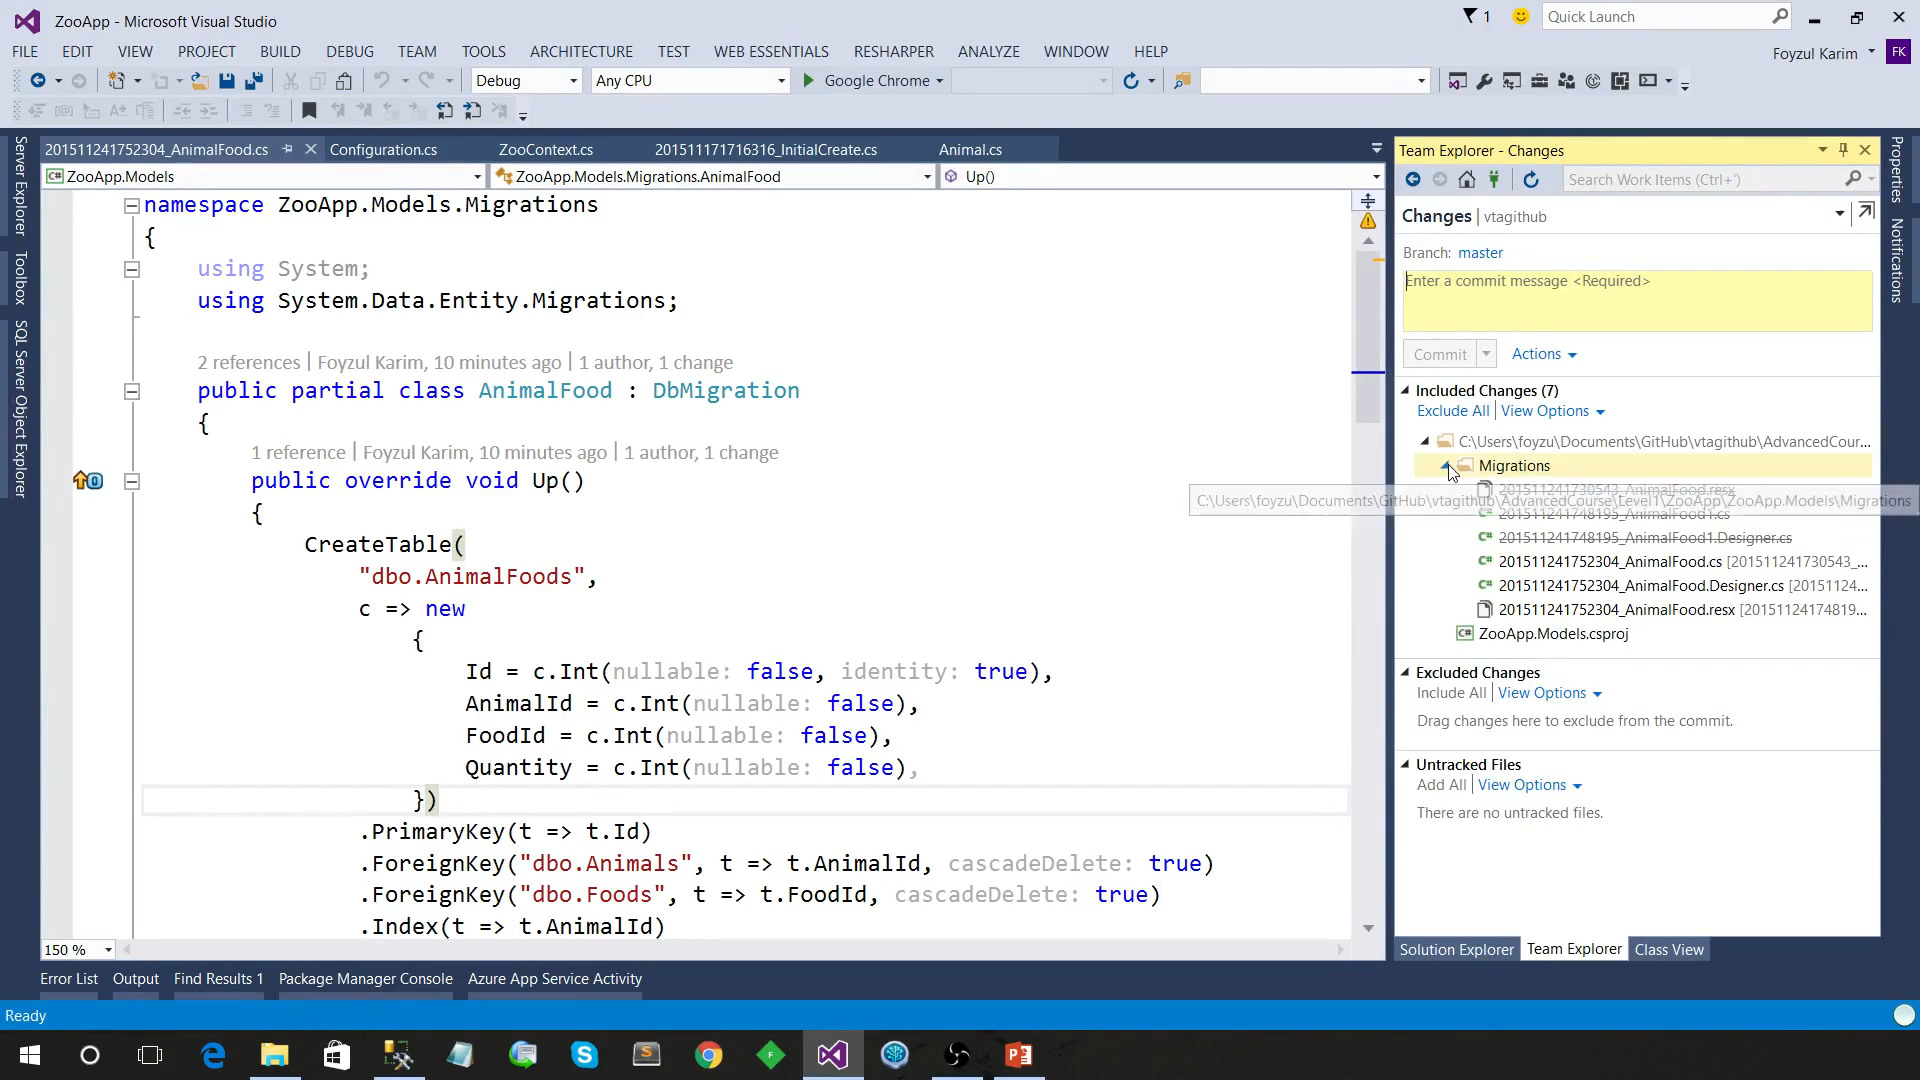 ZooApp - Microsoft Visual Studio
1
Quick Launch
FILE EDIT VIEW PROJECT BUILD DEBUG TEAM TOOLS ARCHITECTURE TEST WEB ESSENTIALS RESHARPER ANALYZE WINDOW HELP
Foyzul Karim FK
Debug Any CPU Google Chrome
201511241752304_AnimalFood.cs Configuration.cs ZooContext.cs 201511171716316_InitialCreate.cs Animal.cs
ZooApp.Models ZooApp.Models.Migrations.AnimalFood Up()
Server Explorer
Toolbox
SQL Server Object Explorer
namespace ZooApp.Models.Migrations
{
using System;
using System.Data.Entity.Migrations;
2 references | Foyzul Karim, 10 minutes ago | 1 author, 1 change
public partial class AnimalFood : DbMigration
{
1 reference | Foyzul Karim, 10 minutes ago | 1 author, 1 change
public override void Up()
{
CreateTable(
"dbo.AnimalFoods",
c => new
{
Id = c.Int(nullable: false, identity: true),
AnimalId = c.Int(nullable: false),
FoodId = c.Int(nullable: false),
Quantity = c.Int(nullable: false),
})
.PrimaryKey(t => t.Id)
.ForeignKey("dbo.Animals", t => t.AnimalId, cascadeDelete: true)
.ForeignKey("dbo.Foods", t => t.FoodId, cascadeDelete: true)
.Index(t => t.AnimalId)
150 %
Team Explorer - Changes
Search Work Items (Ctrl+')
Changes | vtagithub
Branch: master
Enter a commit message <Required>
Commit Actions
Included Changes (7)
Exclude All View Options
C:\Users\foyzu\Documents\GitHub\vtagithub\AdvancedCour...
Migrations
201511241730543_AnimalFood.resx
C:\Users\foyzu\Documents\GitHub\vtagithub\AdvancedCourse\Level1\ZooApp\ZooApp.Models\Migrations
201511241748195_AnimalFood1.cs
201511241748195_AnimalFood1.Designer.cs
201511241752304_AnimalFood.cs [201511241730543_...
201511241752304_AnimalFood.Designer.cs [20151124...
201511241752304_AnimalFood.resx [20151124174819...
ZooApp.Models.csproj
Excluded Changes
Include All View Options
Drag changes here to exclude from the commit.
Untracked Files
Add All View Options
There are no untracked files.
Solution Explorer Team Explorer Class View
Properties
Notifications
Error List Output Find Results 1 Package Manager Console Azure App Service Activity
Ready